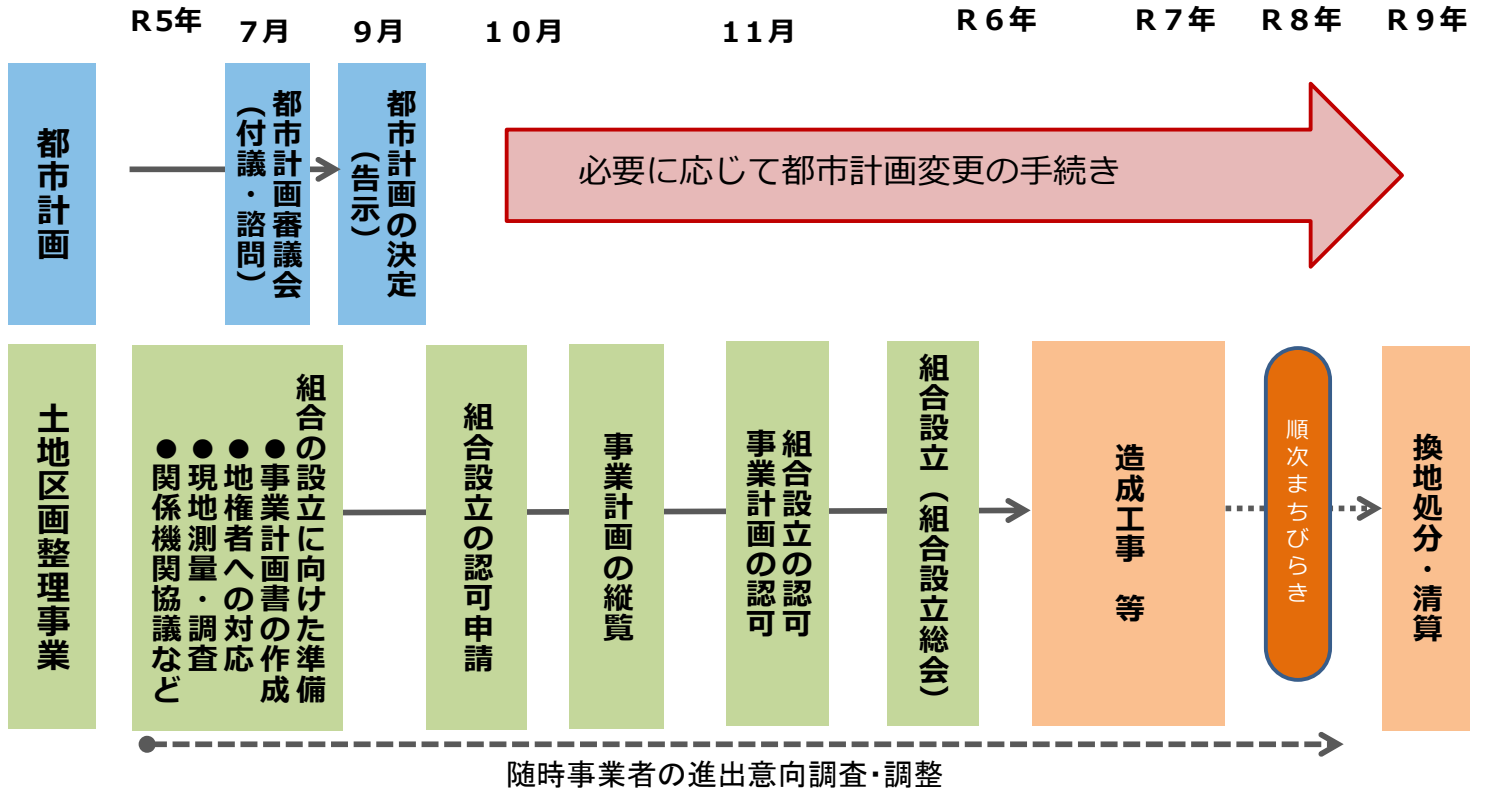 R5年
7月
9月
10月
11月
R6年
R7年
R8年
R9年
都市計画
都市計画審議会
(付議・諮問)
都市計画の決定
(告示)
必要に応じて都市計画変更の手続き
土地区画整理事業
組合の設立に向けた準備
●事業計画書の作成
●地権者への対応
●現地測量・調査
●関係機関協議など
組合設立の認可申請
事業計画の縦覧
組合設立の認可
事業計画の認可
組合設立(組合設立総会)
造成工事 等
順次まちびらき
換地処分・清算
随時事業者の進出意向調査・調整